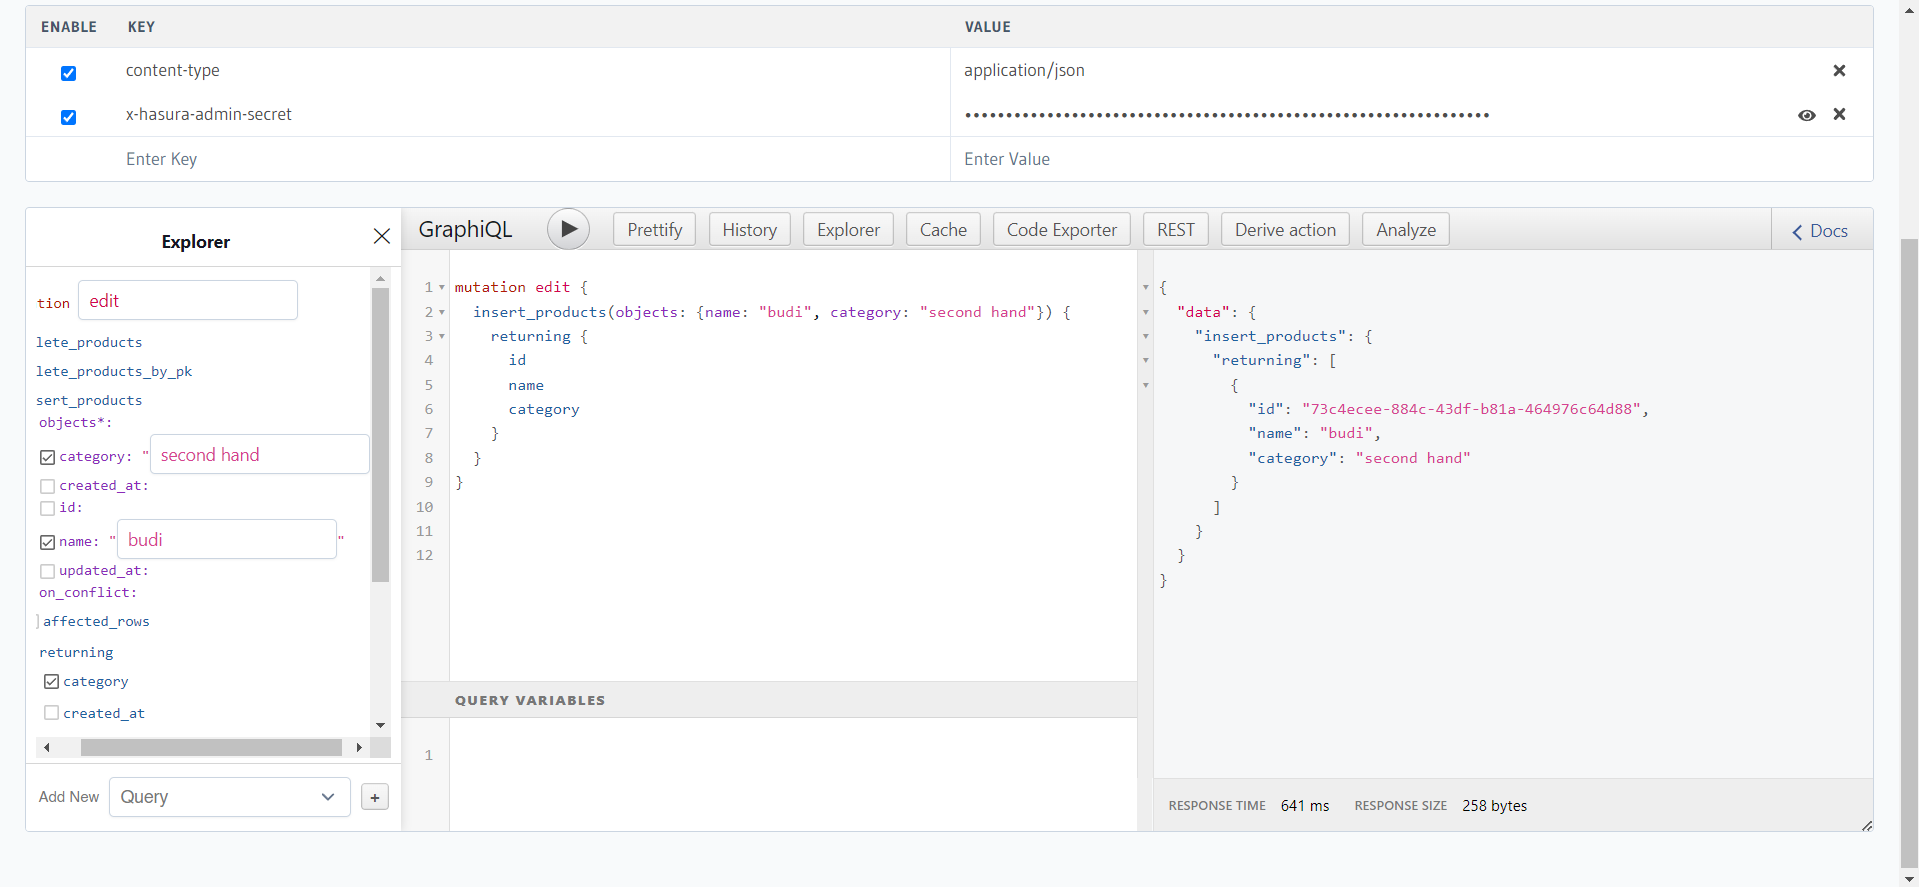 ENABLE KEY VALUE
content-type application/json
x-hasura-admin-secret ••••••••••••••••••••••••••••••••••••••••••••••••••••••••••••••••
Enter Key Enter Value
Explorer
tion edit
lete_products
lete_products_by_pk
sert_products
objects*:
category: "second hand
created_at:
id:
name: "budi"
updated_at:
on_conflict:
affected_rows
returning
category
created_at
Add New Query +
GraphiQL Prettify History Explorer Cache Code Exporter REST Derive action Analyze Docs
1 mutation edit {
2 insert_products(objects: {name: "budi", category: "second hand"}) {
3 returning {
4 id
5 name
6 category
7 }
8 }
9 }
10
11
12
QUERY VARIABLES
1
{
"data": {
"insert_products": {
"returning": [
{
"id": "73c4ecee-884c-43df-b81a-464976c64d88",
"name": "budi",
"category": "second hand"
}
]
}
}
}
RESPONSE TIME 641 ms RESPONSE SIZE 258 bytes